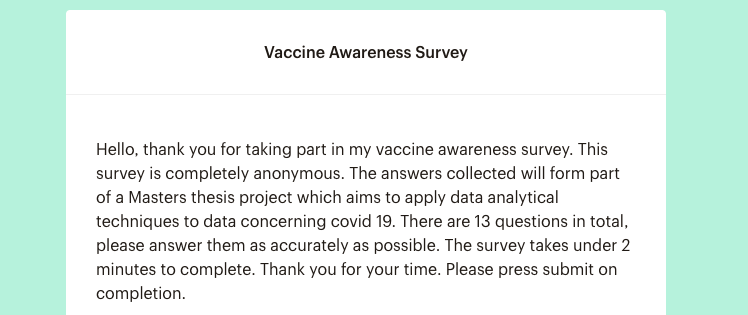 Vaccine Awareness Survey
Hello, thank you for taking part in my vaccine awareness survey. This
survey is completely anonymous. The answers collected will form part
of a Masters thesis project which aims to apply data analytical
techniques to data concerning covid 19. There are 13 questions in total,
please answer them as accurately as possible. The survey takes under 2
minutes to complete. Thank you for your time. Please press submit on
completion.